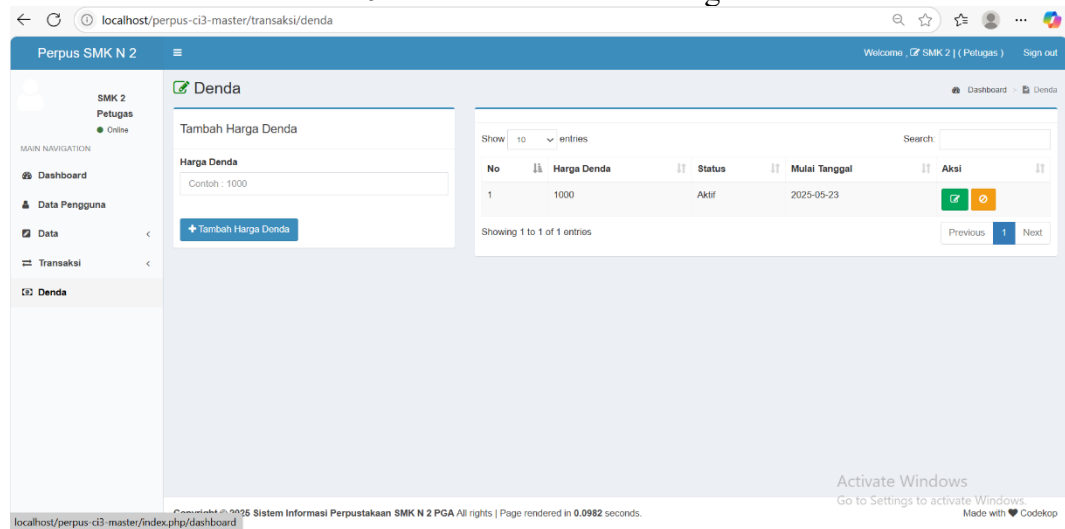 localhost/perpus-ci3-master/transaksi/denda
Perpus SMK N 2
Welcome , SMK 2 | ( Petugas ) Sign out
SMK 2
Petugas
Online
MAIN NAVIGATION
Dashboard
Data Pengguna
Data
Transaksi
Denda
Denda
Dashboard > Denda
Tambah Harga Denda
Harga Denda
Contoh : 1000
Tambah Harga Denda
Show 10 entries Search:
No Harga Denda Status Mulai Tanggal Aksi
1 1000 Aktif 2025-05-23
Showing 1 to 1 of 1 entries Previous 1 Next
Activate Windows
Go to Settings to activate Windows.
Copyright © 2025 Sistem Informasi Perpustakaan SMK N 2 PGA All rights | Page rendered in 0.0982 seconds. Made with ♥ Codekop
localhost/perpus-ci3-master/index.php/dashboard